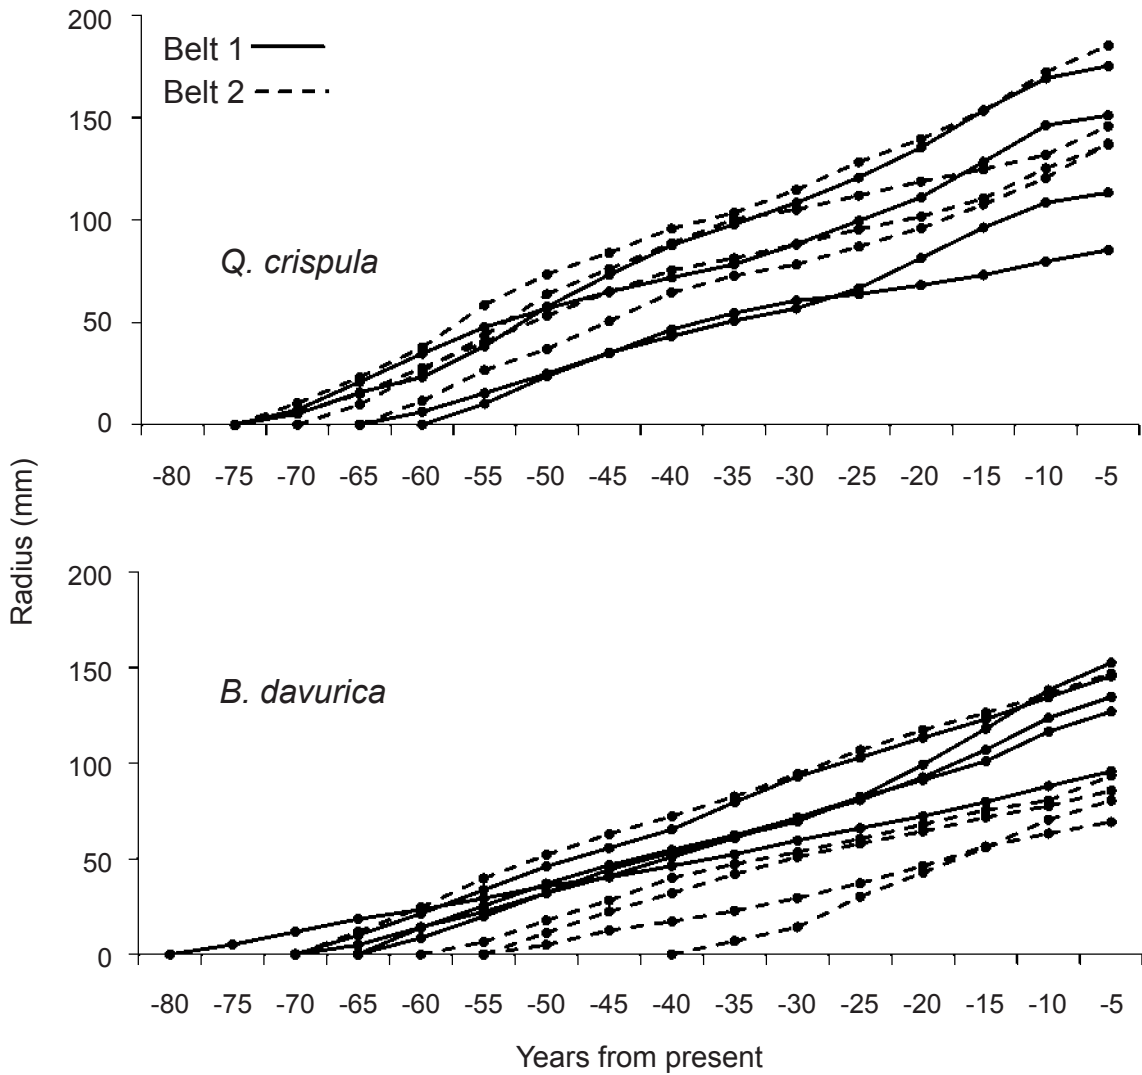 200
Belt 1
Belt 2
150
100
Q. crispula
50
0
-80 -75 -70 -65 -60 -55 -50 -45 -40 -35 -30 -25 -20 -15 -10 -5
Radius (mm)
200
150
B. davurica
100
50
0
-80 -75 -70 -65 -60 -55 -50 -45 -40 -35 -30 -25 -20 -15 -10 -5
Years from present